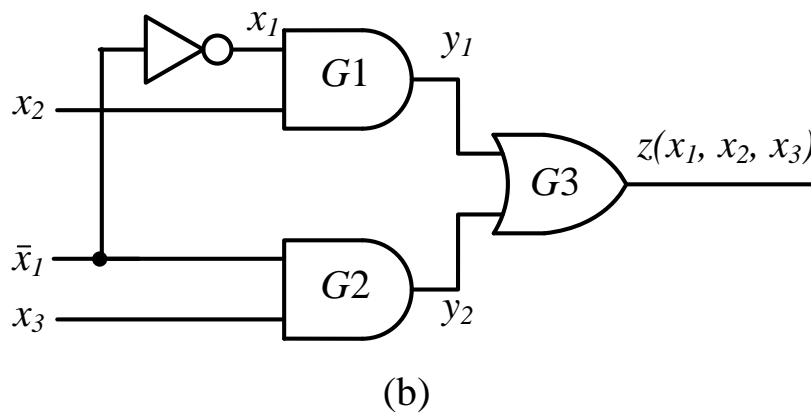 x₁
y₁
G1
x₂
z(x₁, x₂, x₃)
G3
x̄₁
G2
x₃
y₂
(b)